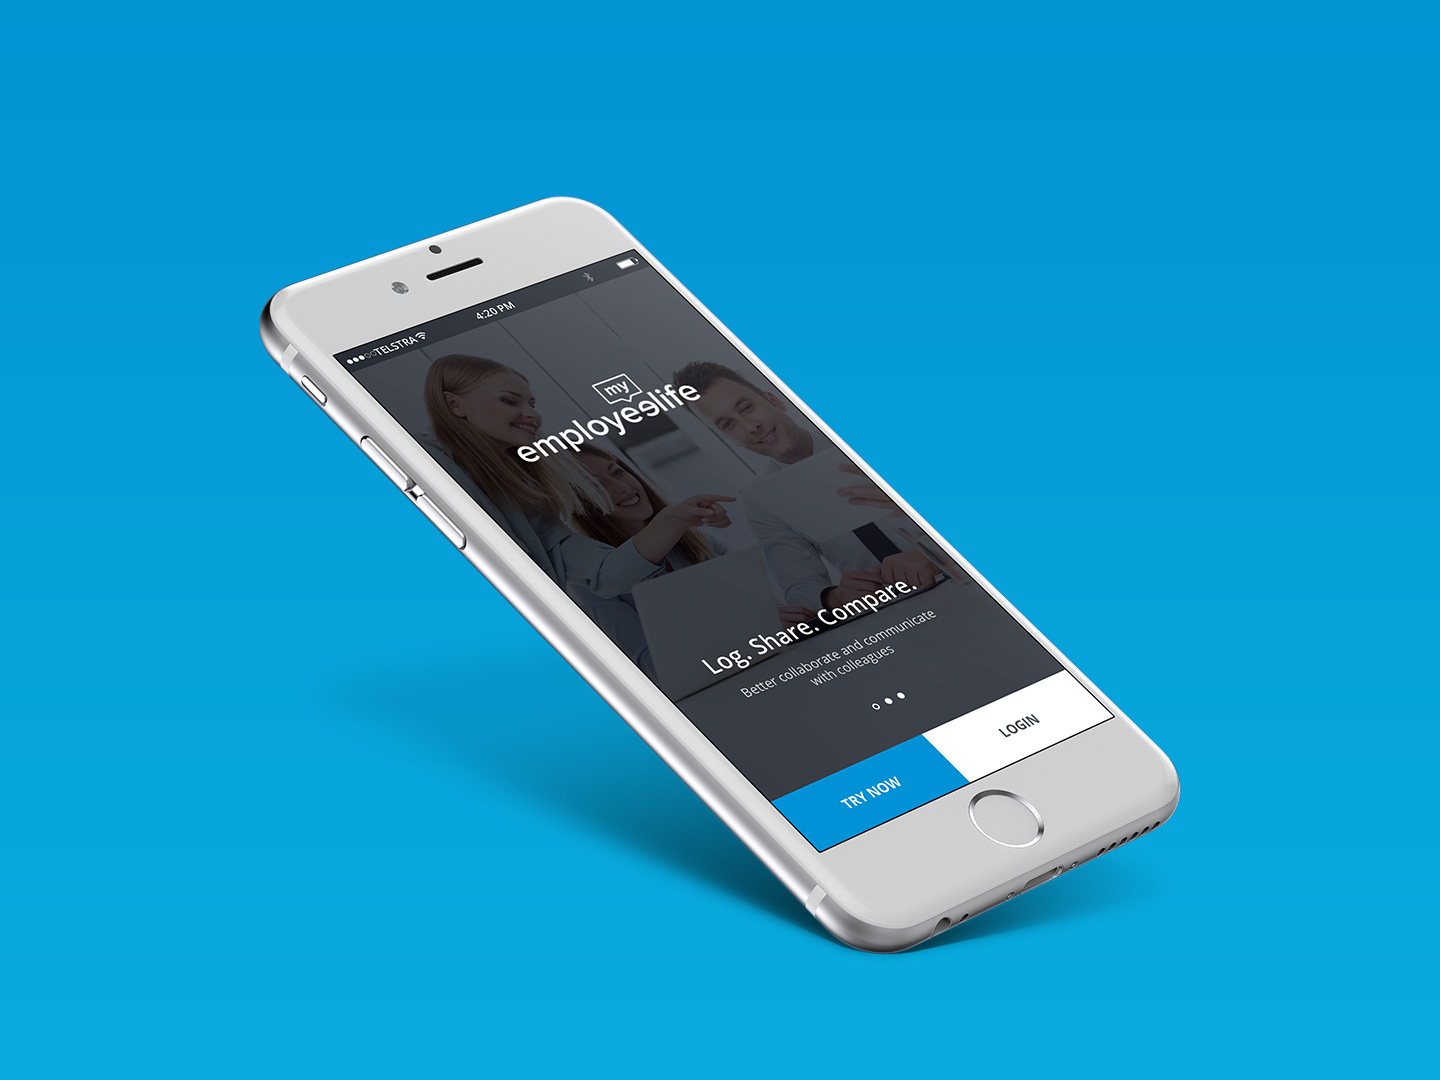 TELSTRA
4:20 PM
my
employeelife
Log. Share. Compare.
Better collaborate and communicate
with colleagues
TRY NOW
LOGIN